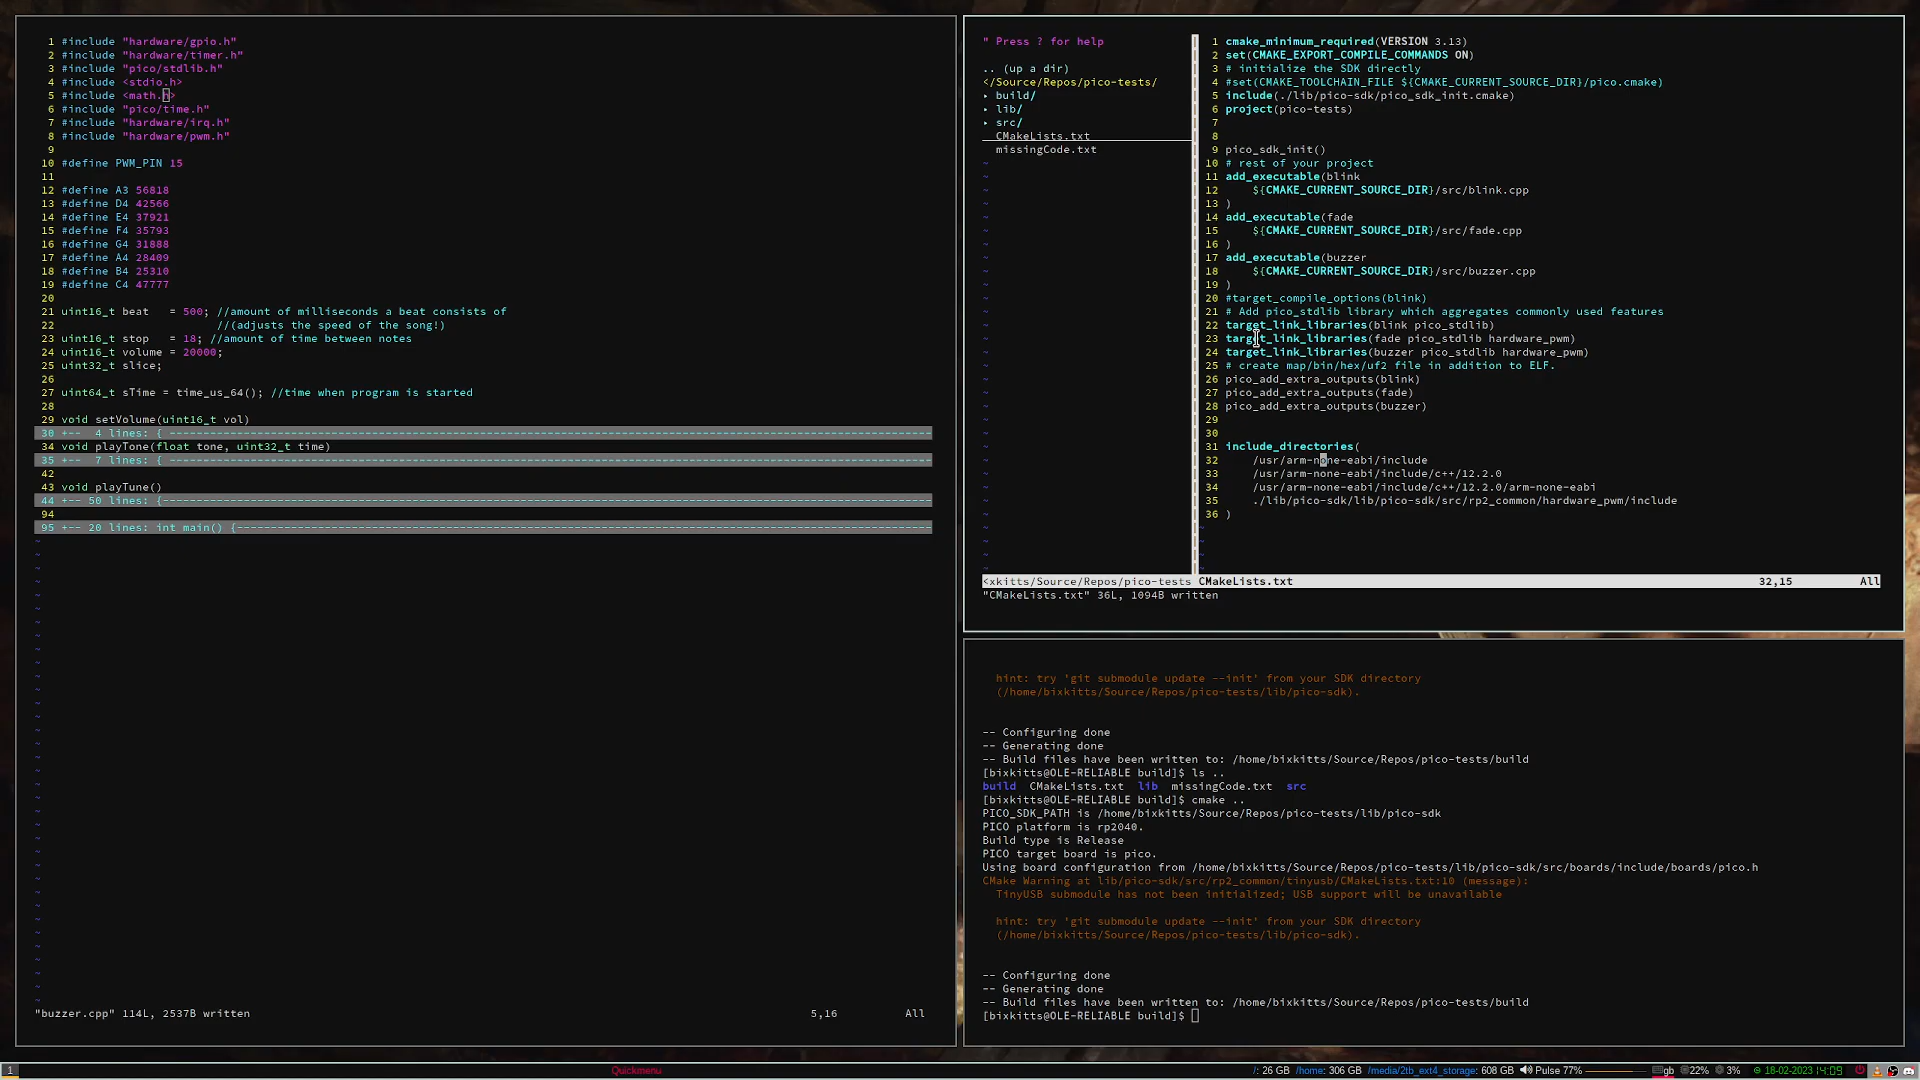 1 #include "hardware/gpio.h"
2 #include "hardware/timer.h"
3 #include "pico/stdlib.h"
4 #include <stdio.h>
5 #include <math.h>
6 #include "pico/time.h"
7 #include "hardware/irq.h"
8 #include "hardware/pwm.h"
9
10 #define PWM_PIN 15
11
12 #define A3 56818
13 #define D4 42566
14 #define E4 37921
15 #define F4 35793
16 #define G4 31888
17 #define A4 28409
18 #define B4 25310
19 #define C4 47777
20
21 uint16_t beat   = 500; //amount of milliseconds a beat consists of
22                        //(adjusts the speed of the song!)
23 uint16_t stop   = 18; //amount of time between notes
24 uint16_t volume = 20000;
25 uint32_t slice;
26
27 uint64_t sTime = time_us_64(); //time when program is started
28
29 void setVolume(uint16_t vol)
30 +--  4 lines: { ----------
34 void playTone(float tone, uint32_t time)
35 +--  7 lines: { ----------
42
43 void playTune()
44 +-- 50 lines: { ----------
94
95 +-- 20 lines: int main() {----------
"buzzer.cpp" 114L, 2537B written 5,16 All
" Press ? for help
.. (up a dir)
</Source/Repos/pico-tests/
▸ build/
▸ lib/
▸ src/
CMakeLists.txt
missingCode.txt
1 cmake_minimum_required(VERSION 3.13)
2 set(CMAKE_EXPORT_COMPILE_COMMANDS ON)
3 # initialize the SDK directly
4 #set(CMAKE_TOOLCHAIN_FILE ${CMAKE_CURRENT_SOURCE_DIR}/pico.cmake)
5 include(./lib/pico-sdk/pico_sdk_init.cmake)
6 project(pico-tests)
7
8
9 pico_sdk_init()
10 # rest of your project
11 add_executable(blink
12     ${CMAKE_CURRENT_SOURCE_DIR}/src/blink.cpp
13 )
14 add_executable(fade
15     ${CMAKE_CURRENT_SOURCE_DIR}/src/fade.cpp
16 )
17 add_executable(buzzer
18     ${CMAKE_CURRENT_SOURCE_DIR}/src/buzzer.cpp
19 )
20 #target_compile_options(blink)
21 # Add pico_stdlib library which aggregates commonly used features
22 target_link_libraries(blink pico_stdlib)
23 target_link_libraries(fade pico_stdlib hardware_pwm)
24 target_link_libraries(buzzer pico_stdlib hardware_pwm)
25 # create map/bin/hex/uf2 file in addition to ELF.
26 pico_add_extra_outputs(blink)
27 pico_add_extra_outputs(fade)
28 pico_add_extra_outputs(buzzer)
29
30
31 include_directories(
32     /usr/arm-none-eabi/include
33     /usr/arm-none-eabi/include/c++/12.2.0
34     /usr/arm-none-eabi/include/c++/12.2.0/arm-none-eabi
35     ./lib/pico-sdk/lib/pico-sdk/src/rp2_common/hardware_pwm/include
36 )
<xkitts/Source/Repos/pico-tests CMakeLists.txt 32,15 All
"CMakeLists.txt" 36L, 1094B written
hint: try 'git submodule update --init' from your SDK directory
(/home/bixkitts/Source/Repos/pico-tests/lib/pico-sdk).
-- Configuring done
-- Generating done
-- Build files have been written to: /home/bixkitts/Source/Repos/pico-tests/build
[bixkitts@OLE-RELIABLE build]$ ls ..
build  CMakeLists.txt  lib  missingCode.txt  src
[bixkitts@OLE-RELIABLE build]$ cmake ..
PICO_SDK_PATH is /home/bixkitts/Source/Repos/pico-tests/lib/pico-sdk
PICO platform is rp2040.
Build type is Release
PICO target board is pico.
Using board configuration from /home/bixkitts/Source/Repos/pico-tests/lib/pico-sdk/src/boards/include/boards/pico.h
CMake Warning at lib/pico-sdk/src/rp2_common/tinyusb/CMakeLists.txt:10 (message):
TinyUSB submodule has not been initialized; USB support will be unavailable
hint: try 'git submodule update --init' from your SDK directory
(/home/bixkitts/Source/Repos/pico-tests/lib/pico-sdk).
-- Configuring done
-- Generating done
-- Build files have been written to: /home/bixkitts/Source/Repos/pico-tests/build
[bixkitts@OLE-RELIABLE build]$
1 Quickmenu /: 26 GB /home: 306 GB /media/2tb_ext4_storage: 608 GB Pulse 77% gb 22% 3% 18-02-2023 14:09